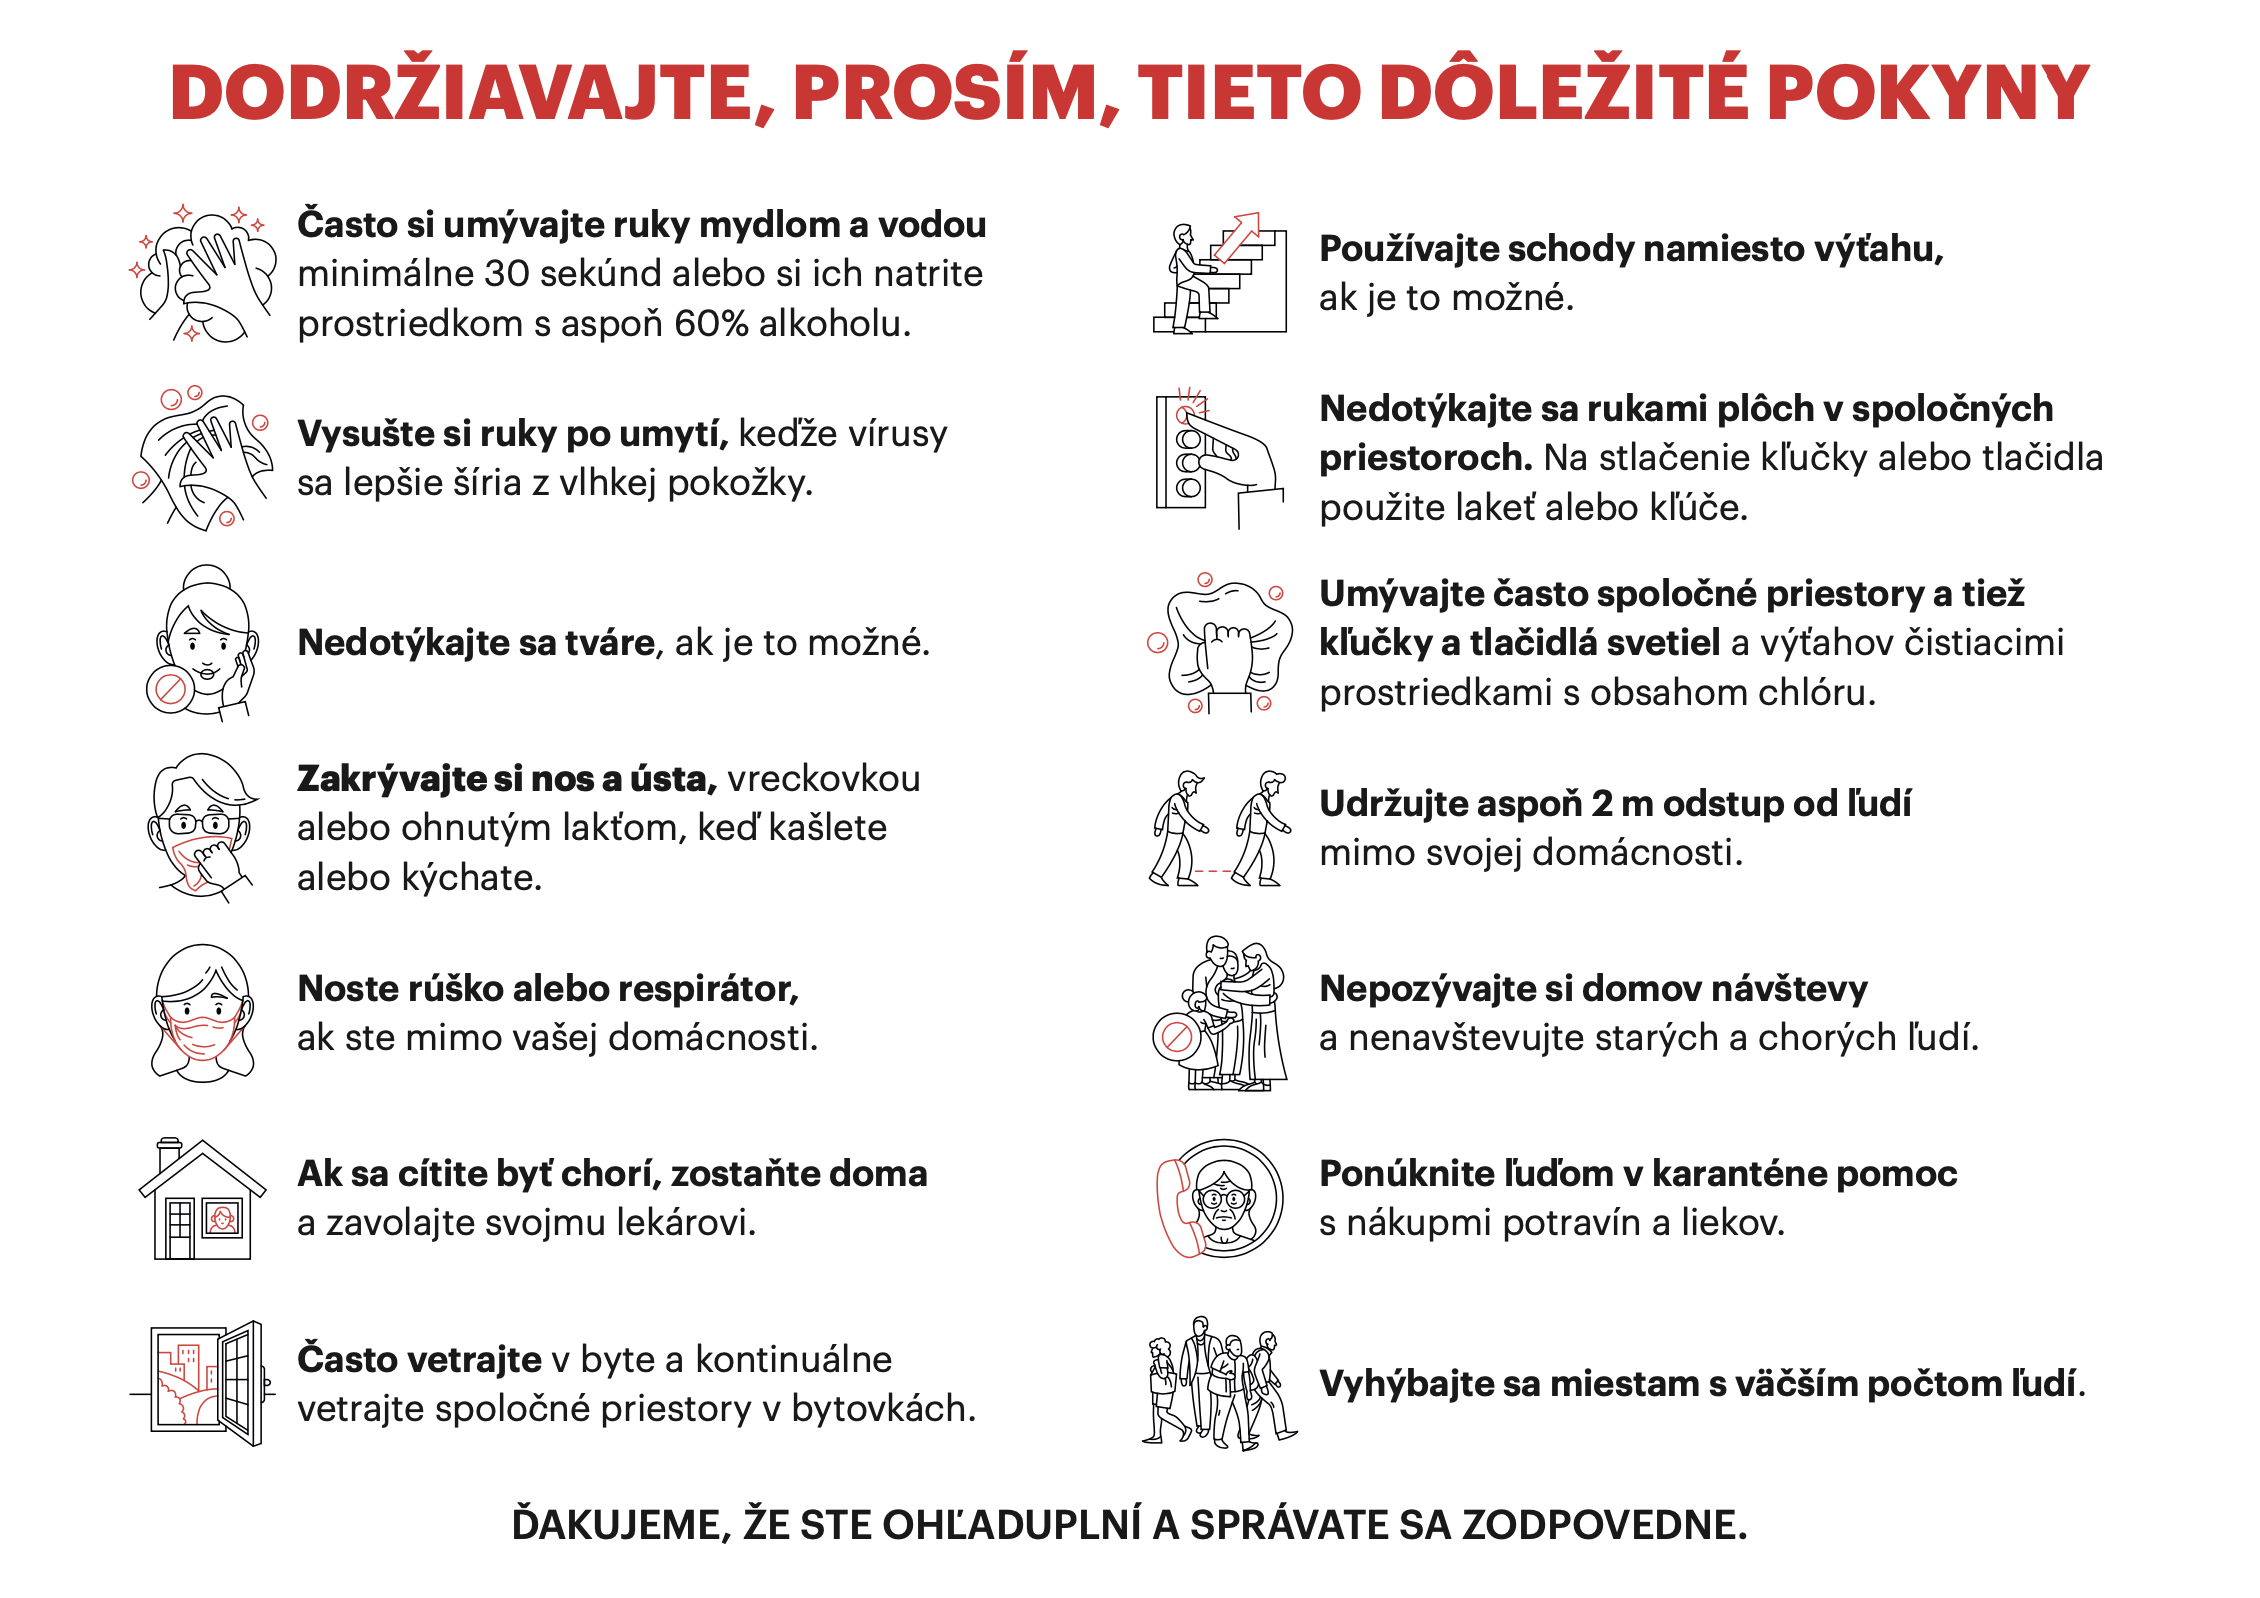 DODRŽIAVAJTE, PROSÍM, TIETO DÔLEŽITÉ POKYNY
Často si umývajte ruky mydlom a vodou
minimálne 30 sekúnd alebo si ich natrite
prostriedkom s aspoň 60% alkoholu.
Vysušte si ruky po umytí, keďže vírusy
sa lepšie šíria z vlhkej pokožky.
Nedotýkajte sa tváre, ak je to možné.
Zakrývajte si nos a ústa, vreckovkou
alebo ohnutým lakťom, keď kašlete
alebo kýchate.
Noste rúško alebo respirátor,
ak ste mimo vašej domácnosti.
Ak sa cítite byť chorí, zostaňte doma
a zavolajte svojmu lekárovi.
Často vetrajte v byte a kontinuálne
vetrajte spoločné priestory v bytovkách.
Používajte schody namiesto výťahu,
ak je to možné.
Nedotýkajte sa rukami plôch v spoločných
priestoroch. Na stlačenie kľučky alebo tlačidla
použite lakeť alebo kľúče.
Umývajte často spoločné priestory a tiež
kľučky a tlačidlá svetiel a výťahov čistiacimi
prostriedkami s obsahom chlóru.
Udržujte aspoň 2 m odstup od ľudí
mimo svojej domácnosti.
Nepozývajte si domov návštevy
a nenavštevujte starých a chorých ľudí.
Ponúknite ľuďom v karanténe pomoc
s nákupmi potravín a liekov.
Vyhýbajte sa miestam s väčším počtom ľudí.
ĎAKUJEME, ŽE STE OHĽADUPLNÍ A SPRÁVATE SA ZODPOVEDNE.